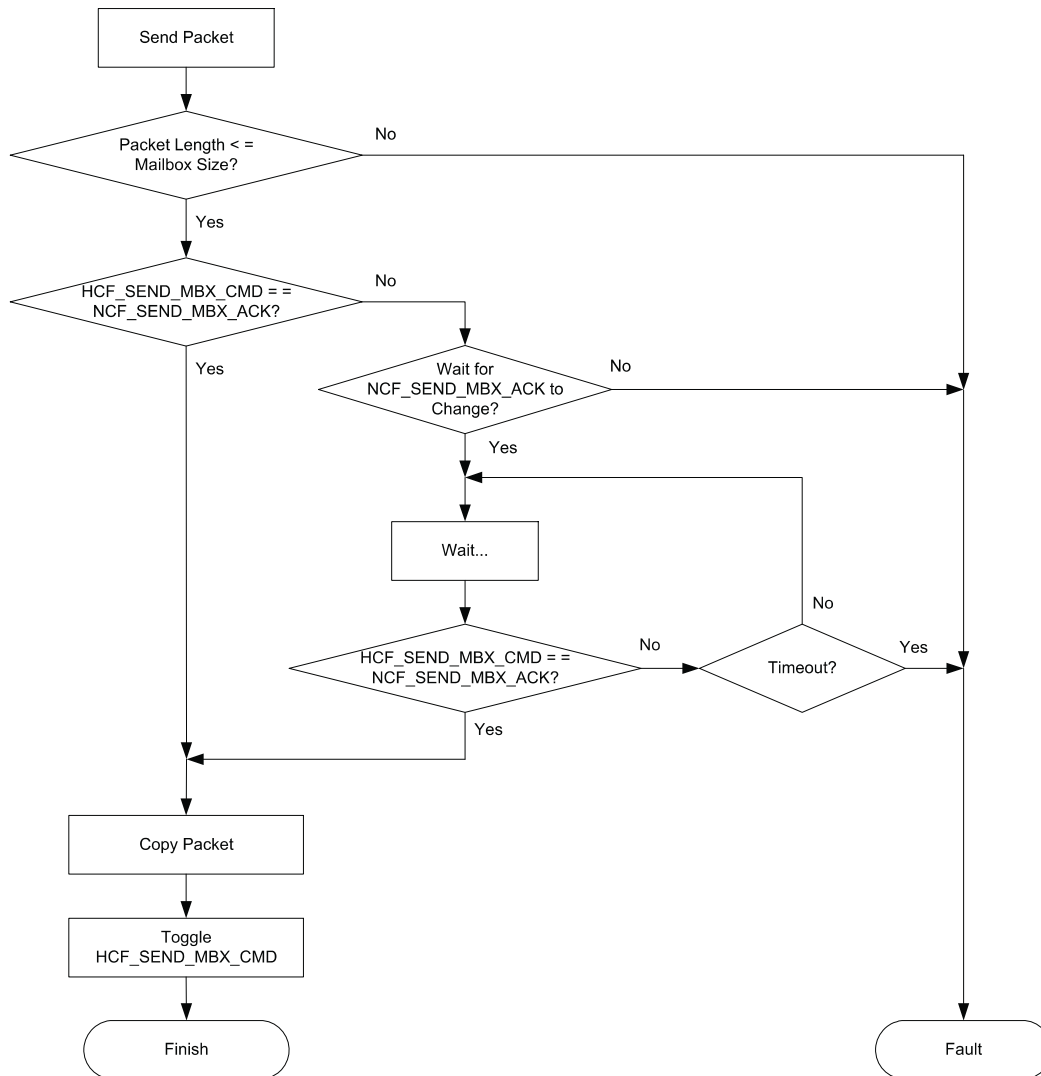 Send Packet
Packet Length < =
Mailbox Size?
No
Yes
HCF_SEND_MBX_CMD = =
NCF_SEND_MBX_ACK?
No
Yes
Wait for
NCF_SEND_MBX_ACK to
Change?
No
Yes
Wait...
No
HCF_SEND_MBX_CMD = =
NCF_SEND_MBX_ACK?
No
Timeout?
Yes
Yes
Copy Packet
Toggle
HCF_SEND_MBX_CMD
Finish
Fault